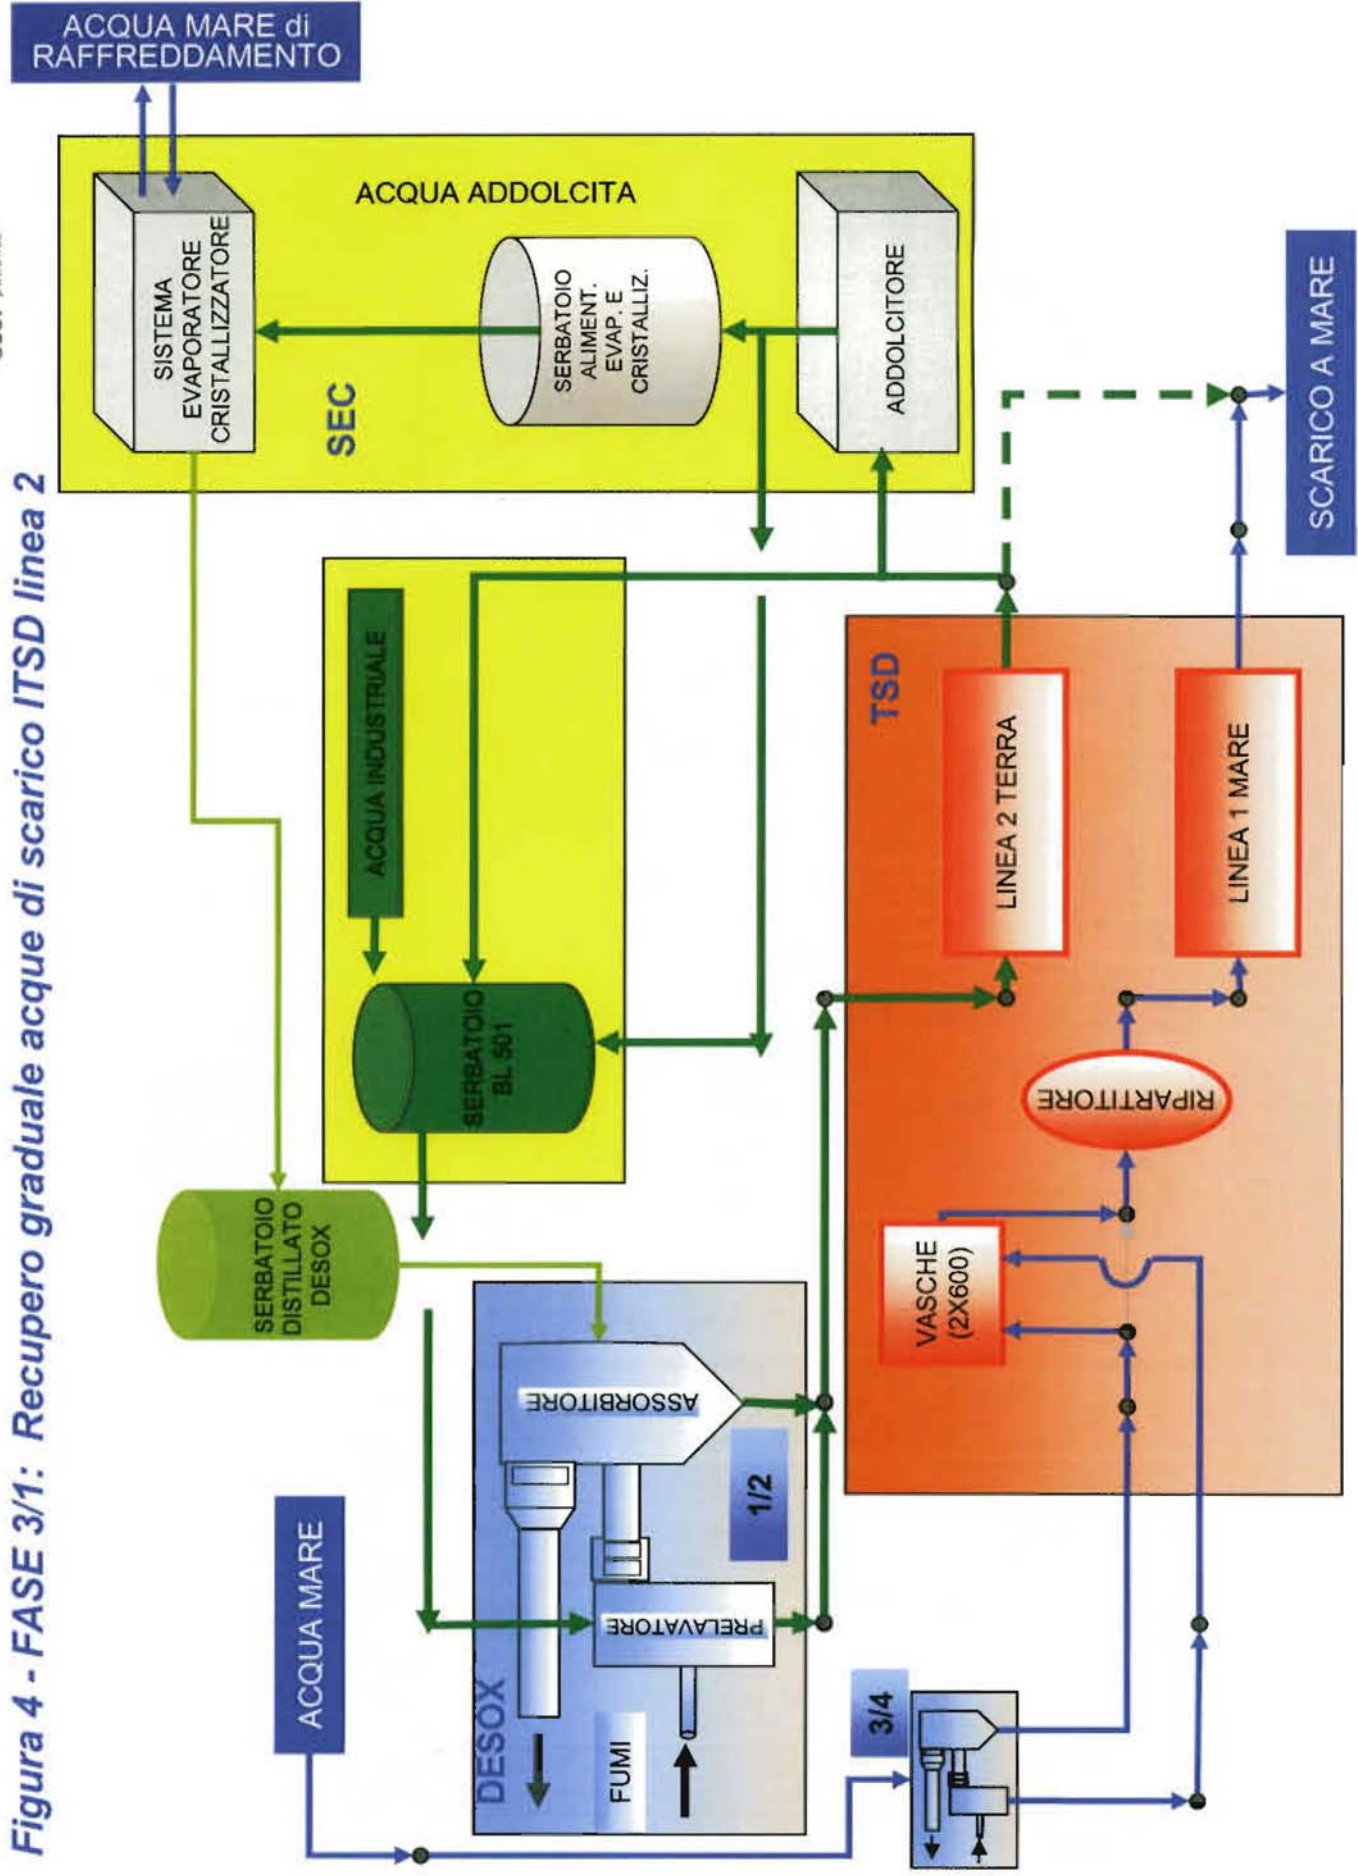 Figura 4 - FASE 3/1: Recupero graduale acque di scarico ITSD linea 2
ACQUA MARE di
RAFFREDDAMENTO
SISTEMA
EVAPORATORE
CRISTALLIZZATORE
ACQUA ADDOLCITA
SEC
SERBATOIO
ALIMENT.
EVAP. E
CRISTALLIZ.
ADDOLCITORE
ACQUA INDUSTRIALE
SERBATOIO
BL 501
SERBATOIO
DISTILLATO
DESOX
ACQUA MARE
DESOX
FUMI
ASSORBITORE
PRELAVATORE
1/2
3/4
TSD
VASCHE
(2X600)
RIPARTITORE
LINEA 2 TERRA
LINEA 1 MARE
SCARICO A MARE